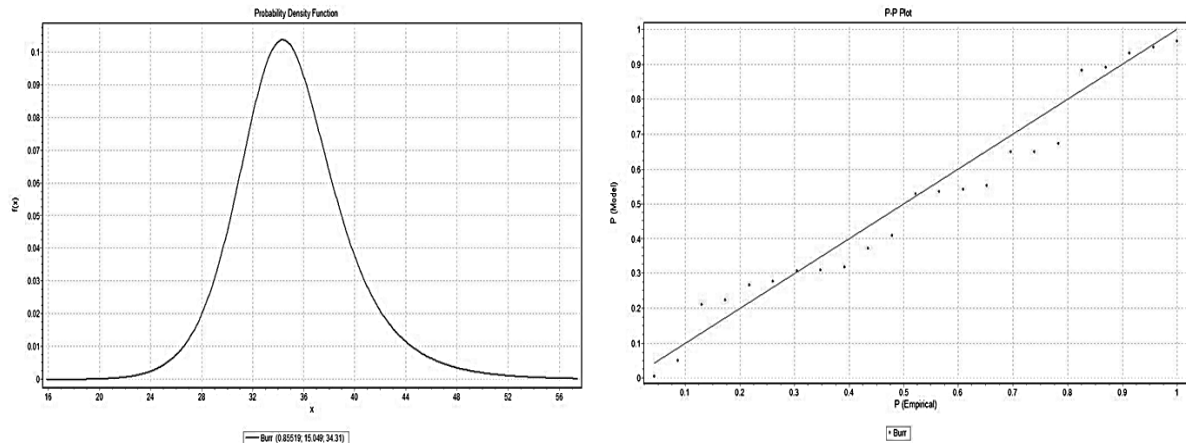 Probability Density Function
0.1
0.09
0.08
0.07
0.06
0.05
0.04
0.03
0.02
0.01
0
f(x)
16 20 24 28 32 36 40 44 48 52 56
x
Burr (0.85519; 15.049; 34.31)
P-P Plot
1
0.9
0.8
0.7
0.6
0.5
0.4
0.3
0.2
0.1
0
P (Model)
0.1 0.2 0.3 0.4 0.5 0.6 0.7 0.8 0.9 1
P (Empirical)
Burr